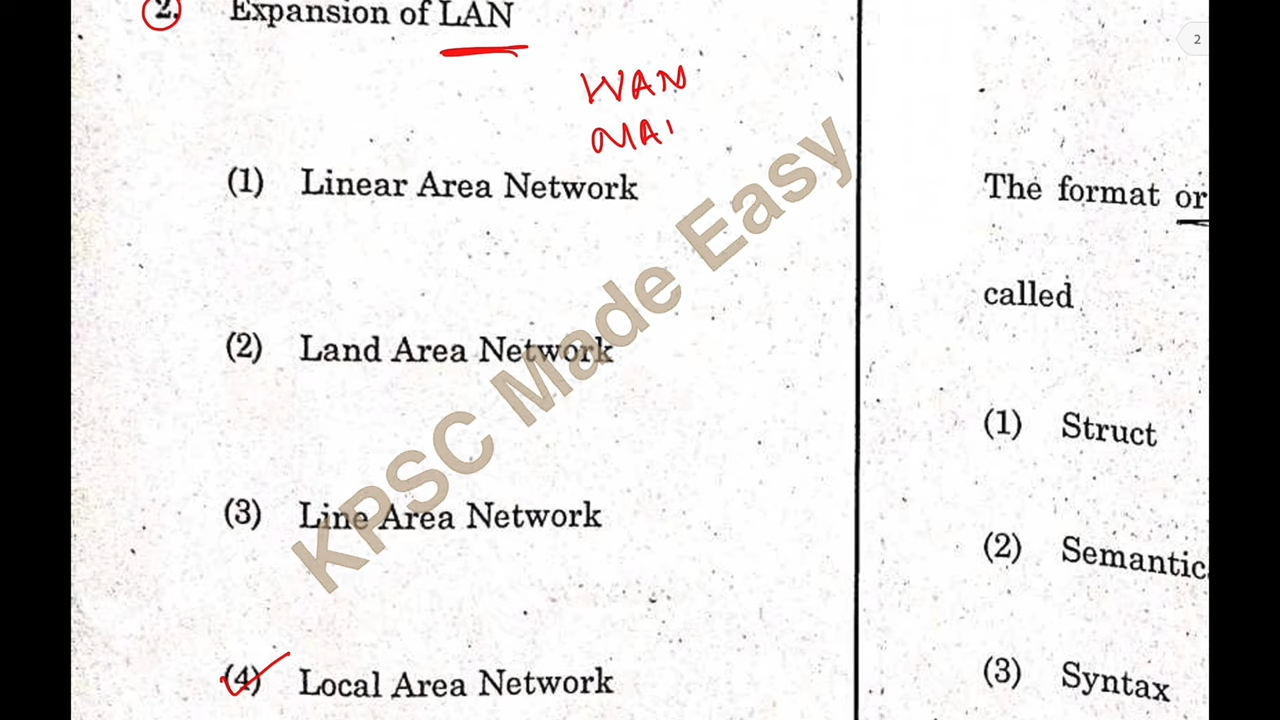 2. Expansion of LAN
WAN
MAN
(1) Linear Area Network
(2) Land Area Network
(3) Line Area Network
(4) Local Area Network
KPSC Made Easy
2
The format or
called
(1) Struct
(2) Semantic
(3) Syntax